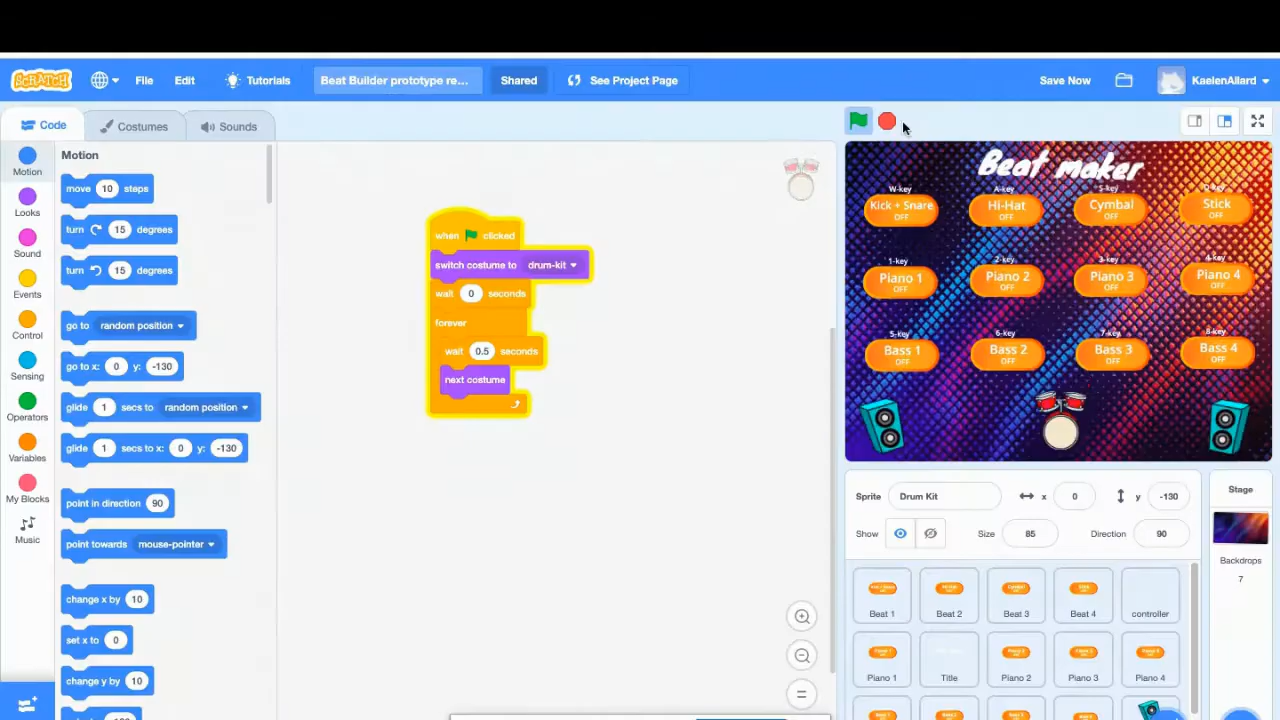 SCRATCH
File
Edit
Tutorials
Beat Builder prototype re...
Shared
See Project Page
Save Now
KaelenAllard
Code
Costumes
Sounds
Motion
Looks
Sound
Events
Control
Sensing
Operators
Variables
My Blocks
Music
Motion
move 10 steps
turn 15 degrees
turn 15 degrees
go to random position
go to x: 0 y: -130
glide 1 secs to random position
glide 1 secs to x: 0 y: -130
point in direction 90
point towards mouse-pointer
change x by 10
set x to 0
change y by 10
when clicked
switch costume to drum-kit
wait 0 seconds
forever
wait 0.5 seconds
next costume
Beat maker
W-key
A-key
S-key
Kick + Snare
OFF
Hi-Hat
OFF
Cymbal
OFF
Stick
OFF
1-key
2-key
3-key
4-key
Piano 1
OFF
Piano 2
OFF
Piano 3
OFF
Piano 4
OFF
5-key
6-key
7-key
8-key
Bass 1
OFF
Bass 2
OFF
Bass 3
OFF
Bass 4
OFF
Sprite Drum Kit x 0 y -130
Show Size 85 Direction 90
Beat 1
Beat 2
Beat 3
Beat 4
controller
Piano 1
Title
Piano 2
Piano 3
Piano 4
Stage
Backdrops
7